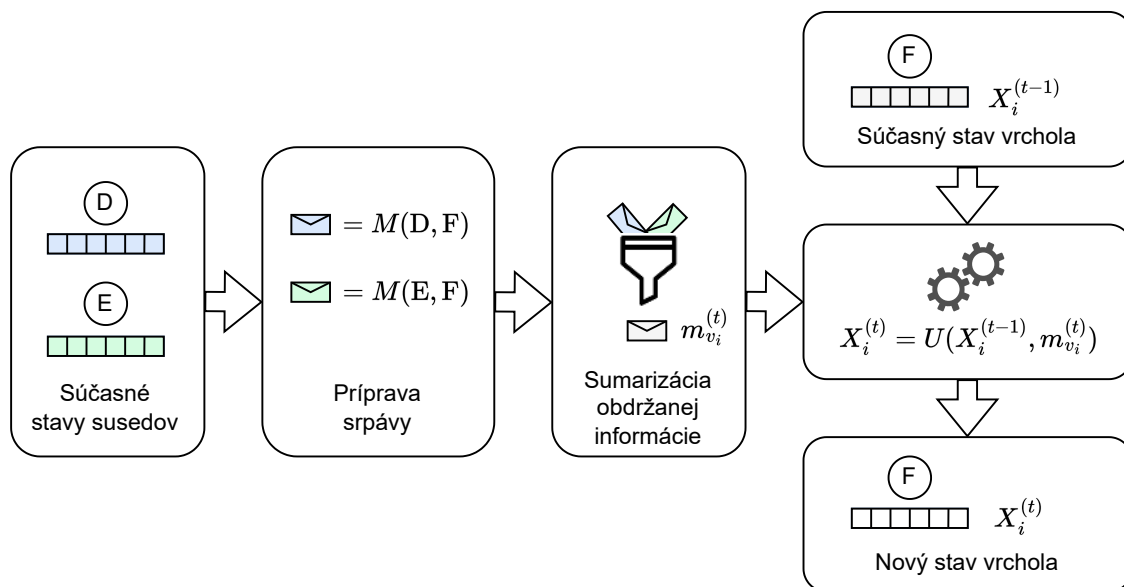 D
E
Súčasné
stavy susedov
= M(D, F)
= M(E, F)
Príprava
srpávy
m_{v_i}^{(t)}
Sumarizácia
obdržanej
informácie
F
X_i^{(t-1)}
Súčasný stav vrchola
X_i^{(t)} = U(X_i^{(t-1)}, m_{v_i}^{(t)})
F
X_i^{(t)}
Nový stav vrchola